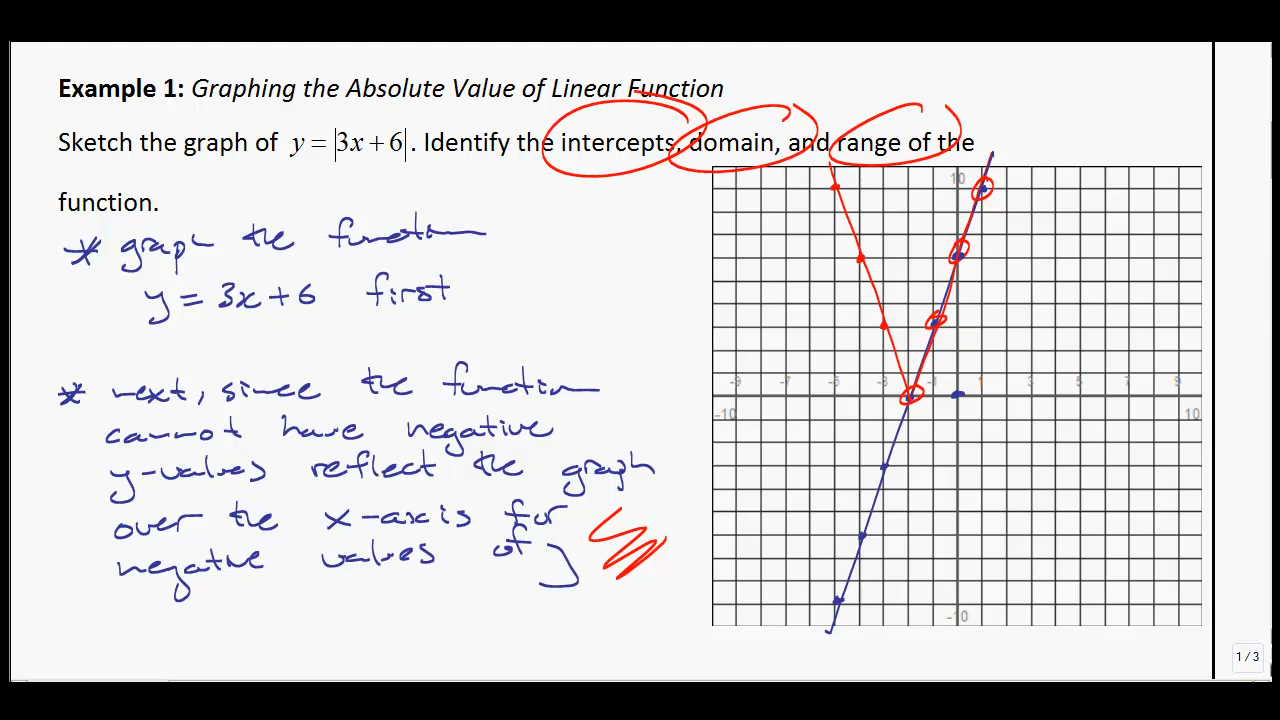 Example 1: Graphing the Absolute Value of Linear Function
Sketch the graph of y = |3x + 6|. Identify the intercepts, domain, and range of the
function.
* graph the function
y = 3x + 6 first
* next, since the function
cannot have negative
y-values reflect the graph
over the x-axis for
negative values of y
10
-9 -7 -5 -3 -1 1 3 5 7 9
-10 10
-10
1/3